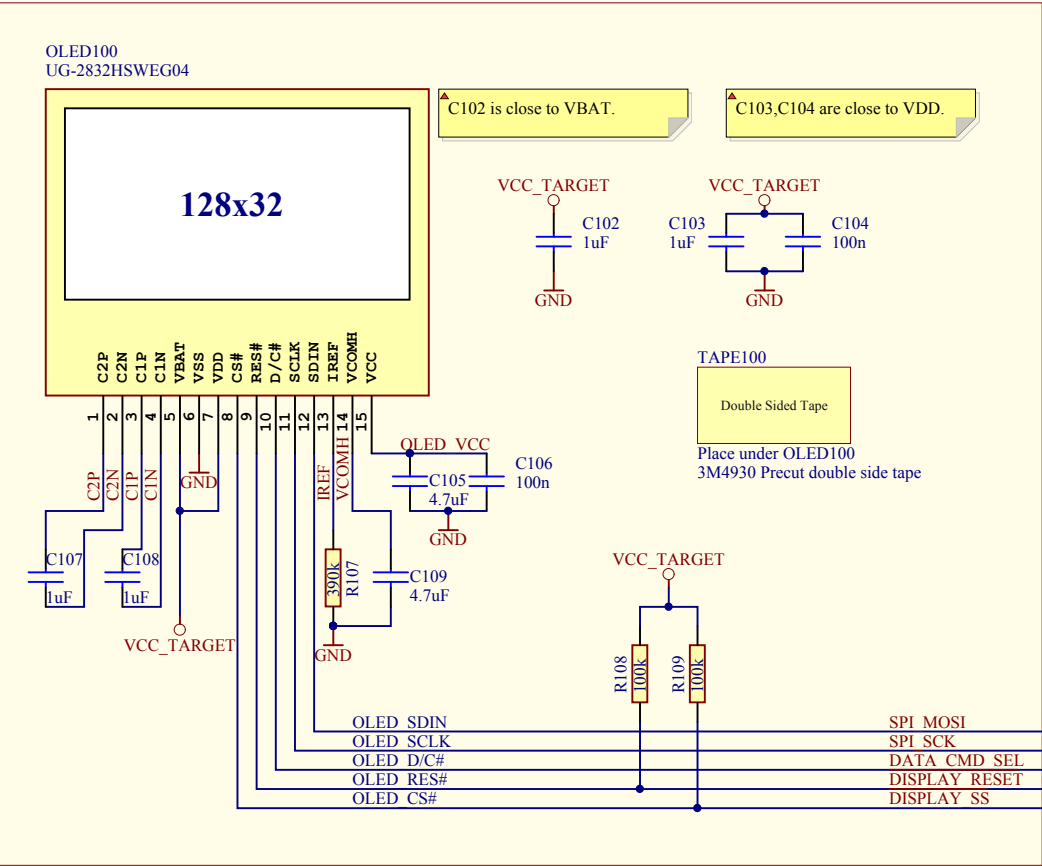 OLED100
UG-2832HSWEG04
C102 is close to VBAT.
C103,C104 are close to VDD.
128x32
VCC_TARGET
C102
1uF
GND
VCC_TARGET
C103
1uF
C104
100n
GND
C2P
C2N
C1P
C1N
VBAT
VSS
VDD
CS#
RES#
D/C#
SCLK
SDIN
IREF
VCOMH
VCC
1
2
3
4
5
6
7
8
9
10
11
12
13
14
15
TAPE100
Double Sided Tape
Place under OLED100
3M4930 Precut double side tape
C2P
C2N
C1P
C1N
GND
IREF
VCOMH
OLED_VCC
C105
4.7uF
C106
100n
GND
C107
1uF
C108
1uF
VCC_TARGET
390k
R107
C109
4.7uF
GND
VCC_TARGET
R108
100k
R109
100k
OLED_SDIN
SPI_MOSI
OLED_SCLK
SPI_SCK
OLED_D/C#
DATA_CMD_SEL
OLED_RES#
DISPLAY_RESET
OLED_CS#
DISPLAY_SS